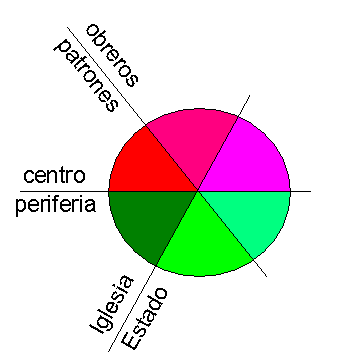 obreros
patrones
centro
periferia
Iglesia
Estado